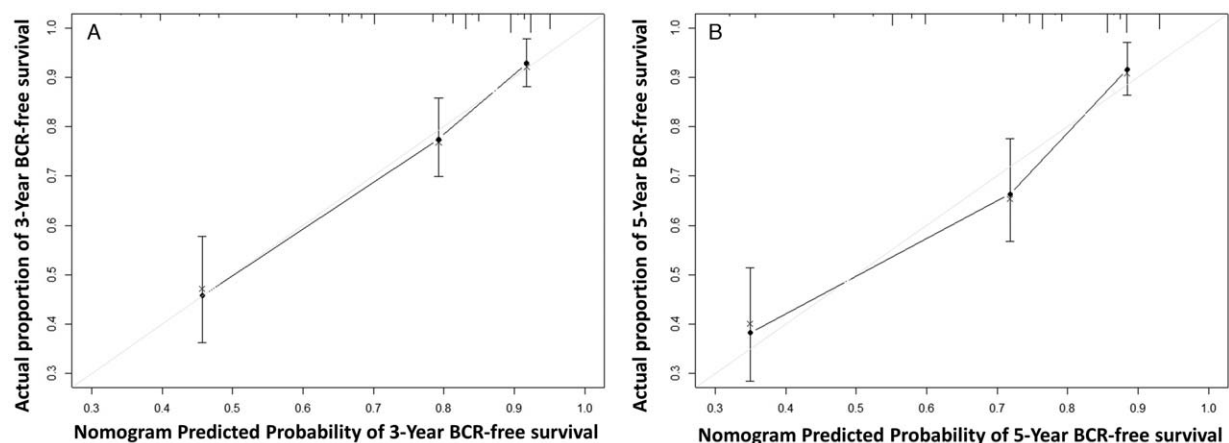 A
Actual proportion of 3-Year BCR-free survival
1.0
0.9
0.8
0.7
0.6
0.5
0.4
0.3
0.3 0.4 0.5 0.6 0.7 0.8 0.9 1.0
Nomogram Predicted Probability of 3-Year BCR-free survival
B
Actual proportion of 5-Year BCR-free survival
1.0
0.9
0.8
0.7
0.6
0.5
0.4
0.3
0.3 0.4 0.5 0.6 0.7 0.8 0.9 1.0
Nomogram Predicted Probability of 5-Year BCR-free survival